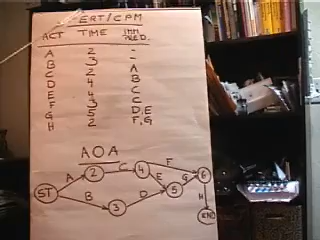 PERT/CPM
ACT TIME IMM PRED.
A 2 -
B 3 -
C 2 A
D 4 B
E 4 C
F 3 C
G 5 D,E
H 2 F,G
AOA
ST A 2 C 4 F 6
B 3 D E 5 G H
END